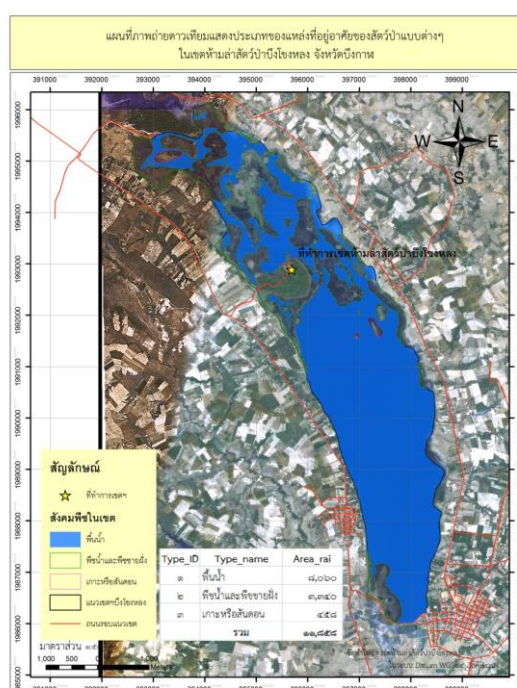 แผนที่ภาพถ่ายดาวเทียมแสดงประเภทของแหล่งที่อยู่อาศัยของสัตว์ป่าแบบต่างๆ
ในเขตห้ามล่าสัตว์ป่าบึงโขงหลง จังหวัดบึงกาฬ
391000 392000 393000 394000 395000 396000 397000 398000 399000
1996000
N
W E
S
1995000
1994000
ที่ทำการเขตห้ามล่าสัตว์ป่าบึงโขงหลง
1993000
1992000
1991000
1990000
1989000
1988000
1987000
1986000
1985000
สัญลักษณ์
ที่ทำการเขตฯ
สังคมพืชในเขต
พื้นน้ำ
พืชน้ำและพืชชายฝั่ง
เกาะหรือสันดอน
แนวเขตฯบึงโขงหลง
ถนนรอบแนวเขต
มาตราส่วน
1,000 500 0 1,000
Meters
Type_ID Type_name Area_rai
๑ พื้นน้ำ ๘,๐๖๐
๒ พืชน้ำและพืชชายฝั่ง ๓,๓๔๐
๓ เกาะหรือสันดอน ๔๕๘
รวม ๑๑,๘๕๘
391000 392000 393000 394000 395000 396000 397000 398000 399000